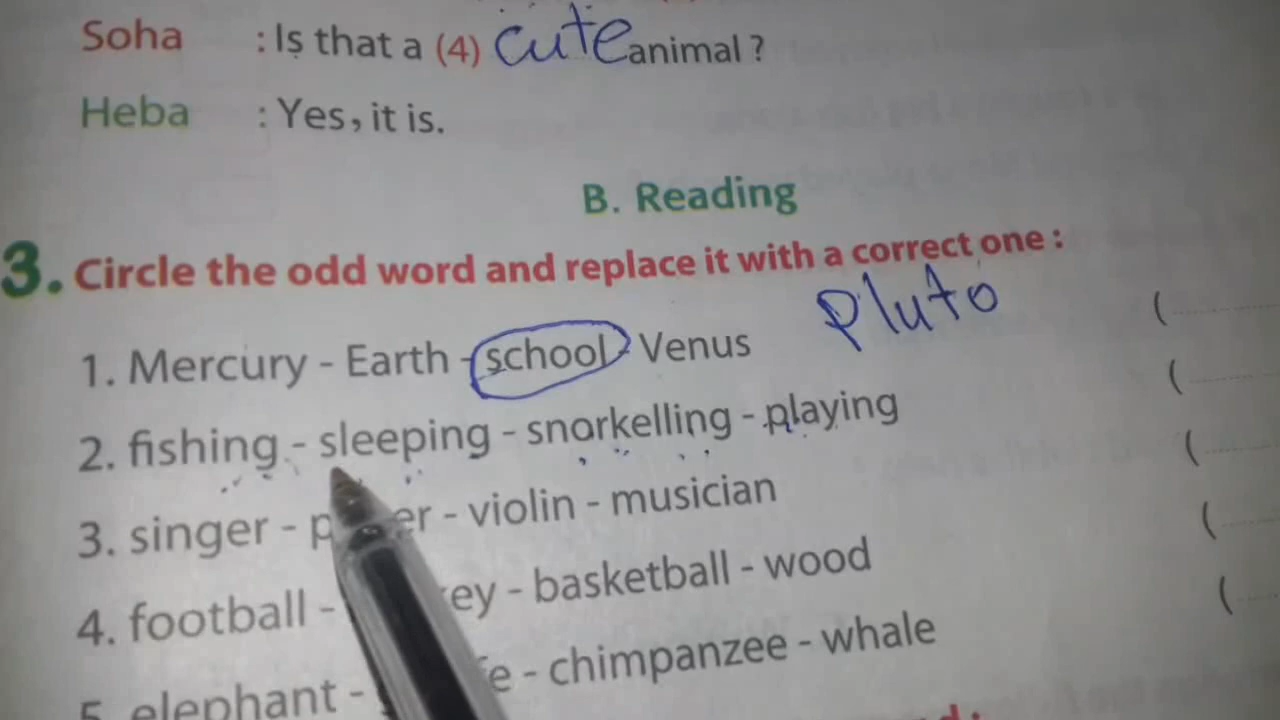 Soha : Is that a (4) cute animal ?
Heba : Yes, it is.
B. Reading
3. Circle the odd word and replace it with a correct one :
1. Mercury - Earth - school - Venus Pluto (
2. fishing - sleeping - snorkelling - playing (
3. singer - - violin - musician (
4. football - - basketball - wood (
5. elephant - - chimpanzee - whale (